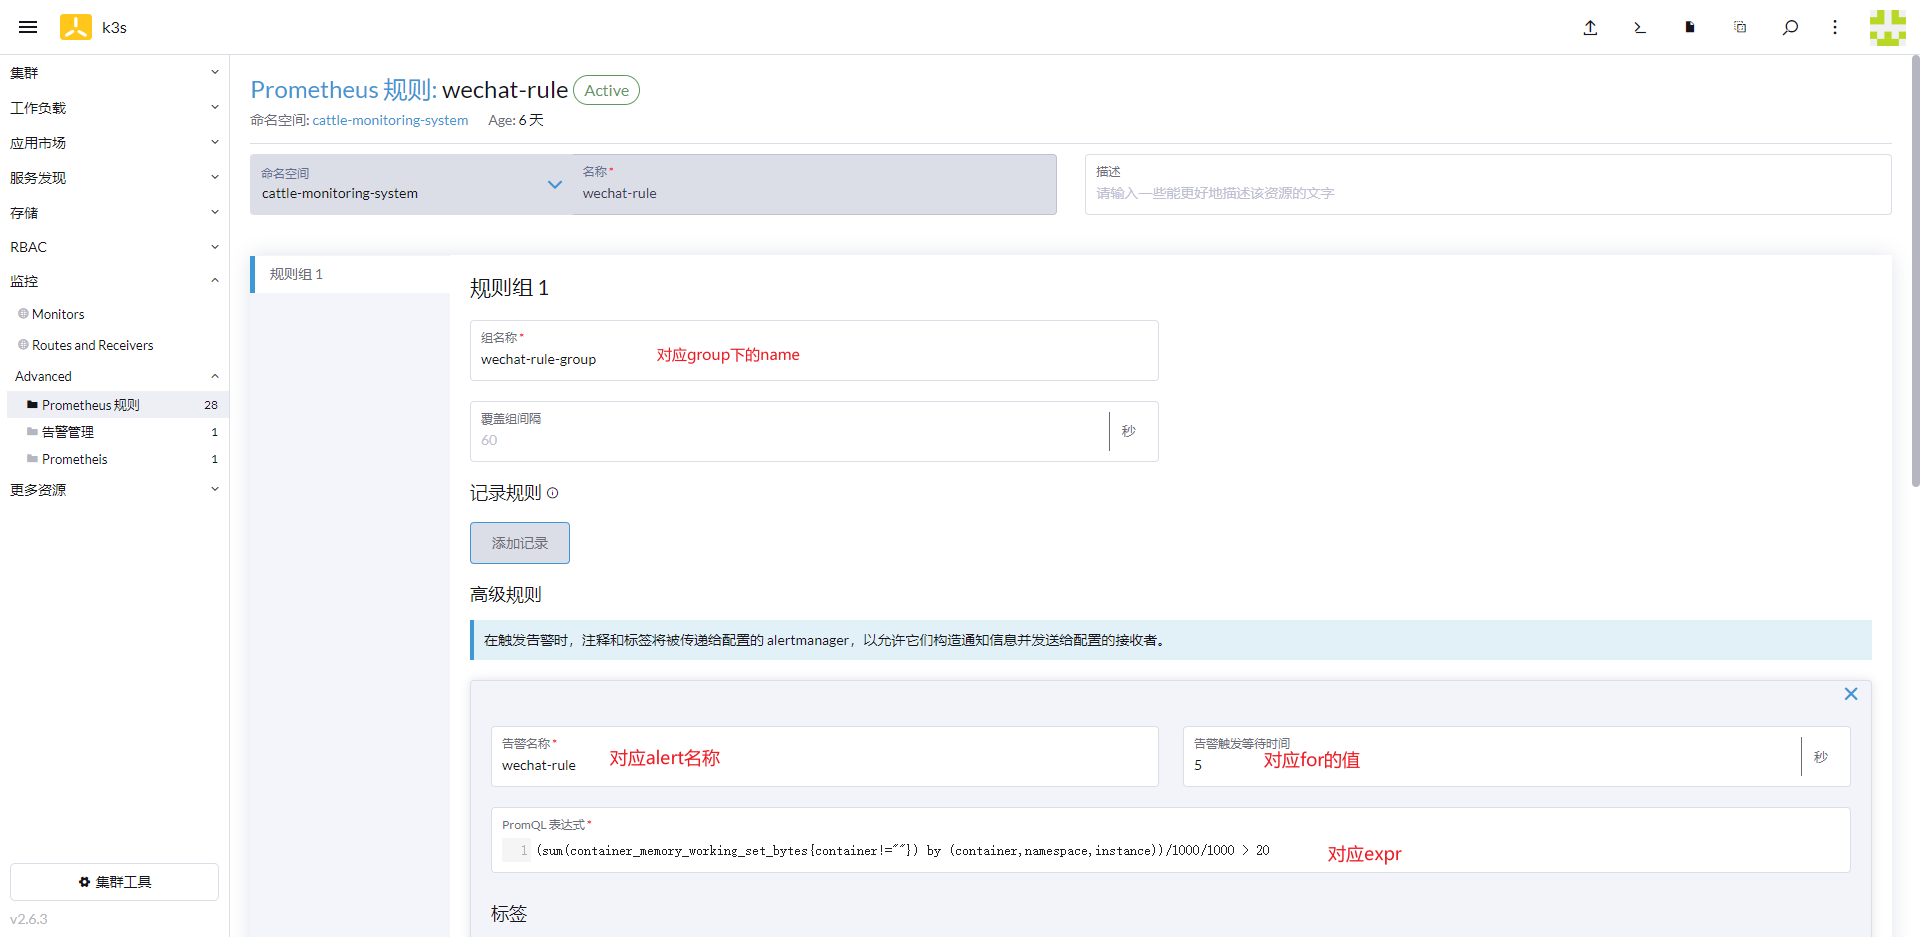 k3s
集群
工作负载
应用市场
服务发现
存储
RBAC
监控
Monitors
Routes and Receivers
Advanced
Prometheus 规则 28
告警管理 1
Prometheis 1
更多资源
集群工具
v2.6.3
Prometheus 规则: wechat-rule Active
命名空间: cattle-monitoring-system Age: 6 天
命名空间
cattle-monitoring-system
名称*
wechat-rule
描述
请输入一些能更好地描述该资源的文字
规则组 1
规则组 1
组名称*
wechat-rule-group
对应group下的name
覆盖组间隔
60
秒
记录规则
添加记录
高级规则
在触发告警时，注释和标签将被传递给配置的 alertmanager，以允许它们构造通知信息并发送给配置的接收者。
告警名称*
wechat-rule
对应alert名称
告警触发等待时间
5
对应for的值
秒
PromQL 表达式*
1 (sum(container_memory_working_set_bytes{container!=""}) by (container,namespace,instance))/1000/1000 > 20
对应expr
标签